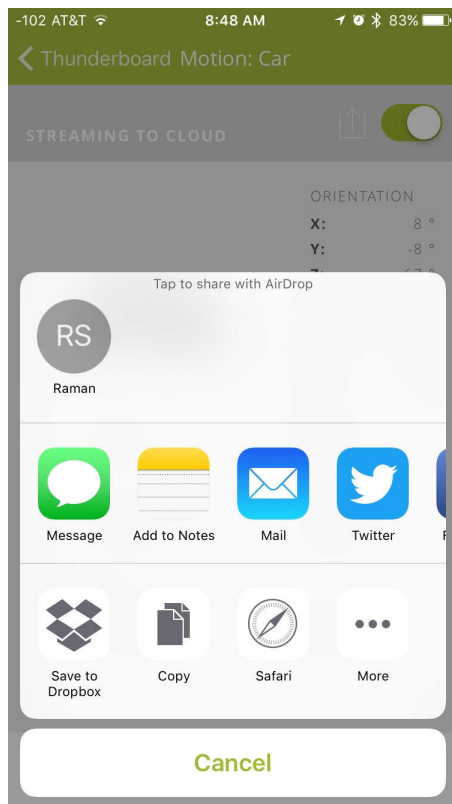 -102 AT&T 8:48 AM 83%
Thunderboard Motion: Car
STREAMING TO CLOUD
ORIENTATION
X: 8 °
Y: -8 °
Tap to share with AirDrop
RS
Raman
Message Add to Notes Mail Twitter
Save to Dropbox Copy Safari More
Cancel